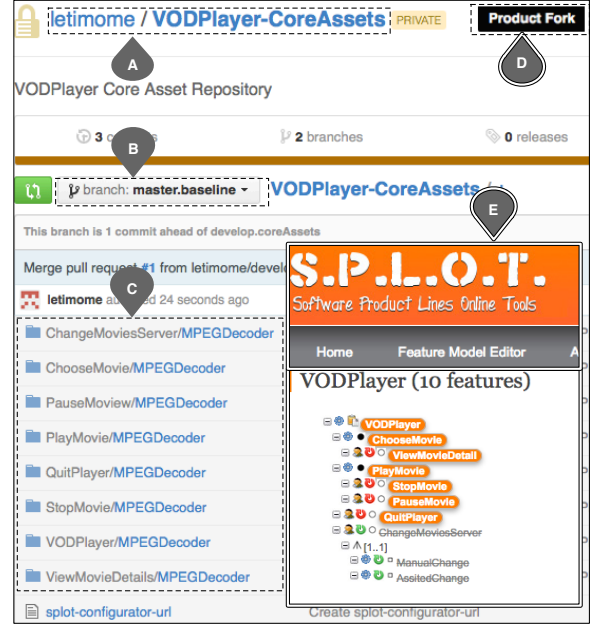 letimome / VODPlayer-CoreAssets PRIVATE
Product Fork
A
D
VODPlayer Core Asset Repository
3
2 branches
0 releases
B
branch: master.baseline
VODPlayer-CoreAssets /
E
This branch is 1 commit ahead of develop.coreAssets
Merge pull request #1 from letimome/
C
letimome 24 seconds ago
S.P.L.O.T.
Software Product Lines Online Tools
Home Feature Model Editor A
ChangeMoviesServer/MPEGDecoder
ChooseMovie/MPEGDecoder
PauseMoview/MPEGDecoder
PlayMovie/MPEGDecoder
QuitPlayer/MPEGDecoder
StopMovie/MPEGDecoder
VODPlayer/MPEGDecoder
ViewMovieDetails/MPEGDecoder
splot-configurator-url
Create splot-configurator-url
VODPlayer (10 features)
VODPlayer
ChooseMovie
ViewMovieDetail
PlayMovie
StopMovie
PauseMovie
QuitPlayer
ChangeMoviesServer
[1..1]
ManualChange
AssitedChange